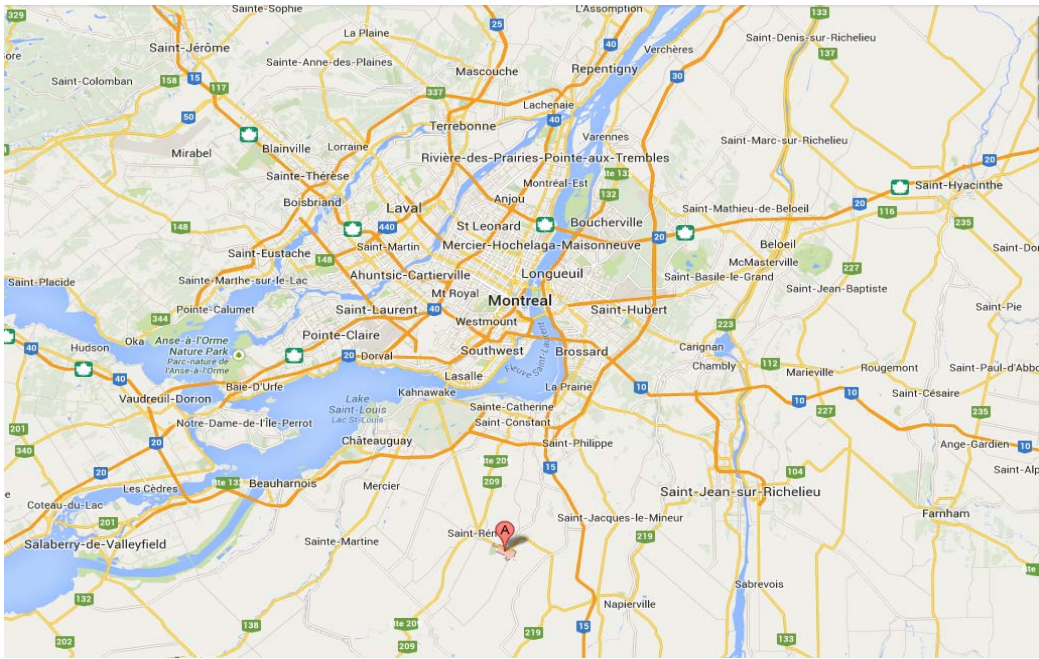 Sainte-Sophie
L'Assomption
329
25
133
Saint-Denis-sur-Richelieu
La Plaine
Saint-Jérôme
40
Verchères
137
Sainte-Anne-des-Plaines
Mascouche
Repentigny
30
Saint-Colomban
158
15
117
337
Lachenaie
50
40
Terrebonne
Varennes
Saint-Marc-sur-Richelieu
Mirabel
Blainville
Lorraine
Rivière-des-Prairies-Pointe-aux-Trembles
20
Sainte-Thérèse
Montréal-Est
132
Saint-Hyacinthe
Boisbriand
Laval
Anjou
Saint-Mathieu-de-Beloeil
20
116
148
440
St Leonard
Boucherville
235
20
Saint-Eustache
Saint-Martin
Mercier-Hochelaga-Maisonneuve
Beloeil
148
McMasterville
227
Sainte-Marthe-sur-le-Lac
Ahuntsic-Cartierville
Longueuil
Saint-Basile-le-Grand
Saint-Jean-Baptiste
Saint-Placide
Mt Royal
Montreal
Saint-Pie
Pointe-Calumet
Saint-Laurent
40
Saint-Hubert
344
Westmount
223
Pointe-Claire
Oka
Anse-à-l'Orme
Nature Park
Parc-nature de
l'Anse-à-l'Orme
Hudson
40
20
Dorval
Southwest
Brossard
Carignan
Chambly
112
Marieville
Rougemont
Saint-Paul-d'Abbo
40
Baie-D'Urfe
Lasalle
Fleuve Saint-Laurent
La Prairie
10
10
10
Saint-Césaire
Vaudreuil-Dorion
Kahnawake
Lake
Saint-Louis
Lac St-Louis
Sainte-Catherine
227
235
Notre-Dame-de-l'Île-Perrot
Saint-Constant
201
20
Châteauguay
Saint-Philippe
Ange-Gardien
10
340
20
15
104
Les Cèdres
Beauharnois
Mercier
209
Saint-Jean-sur-Richelieu
Coteau-du-Lac
201
Saint-Jacques-le-Mineur
Farnham
Salaberry-de-Valleyfield
Sainte-Martine
A
219
Sabrevois
132
Napierville
138
219
15
133
202
209